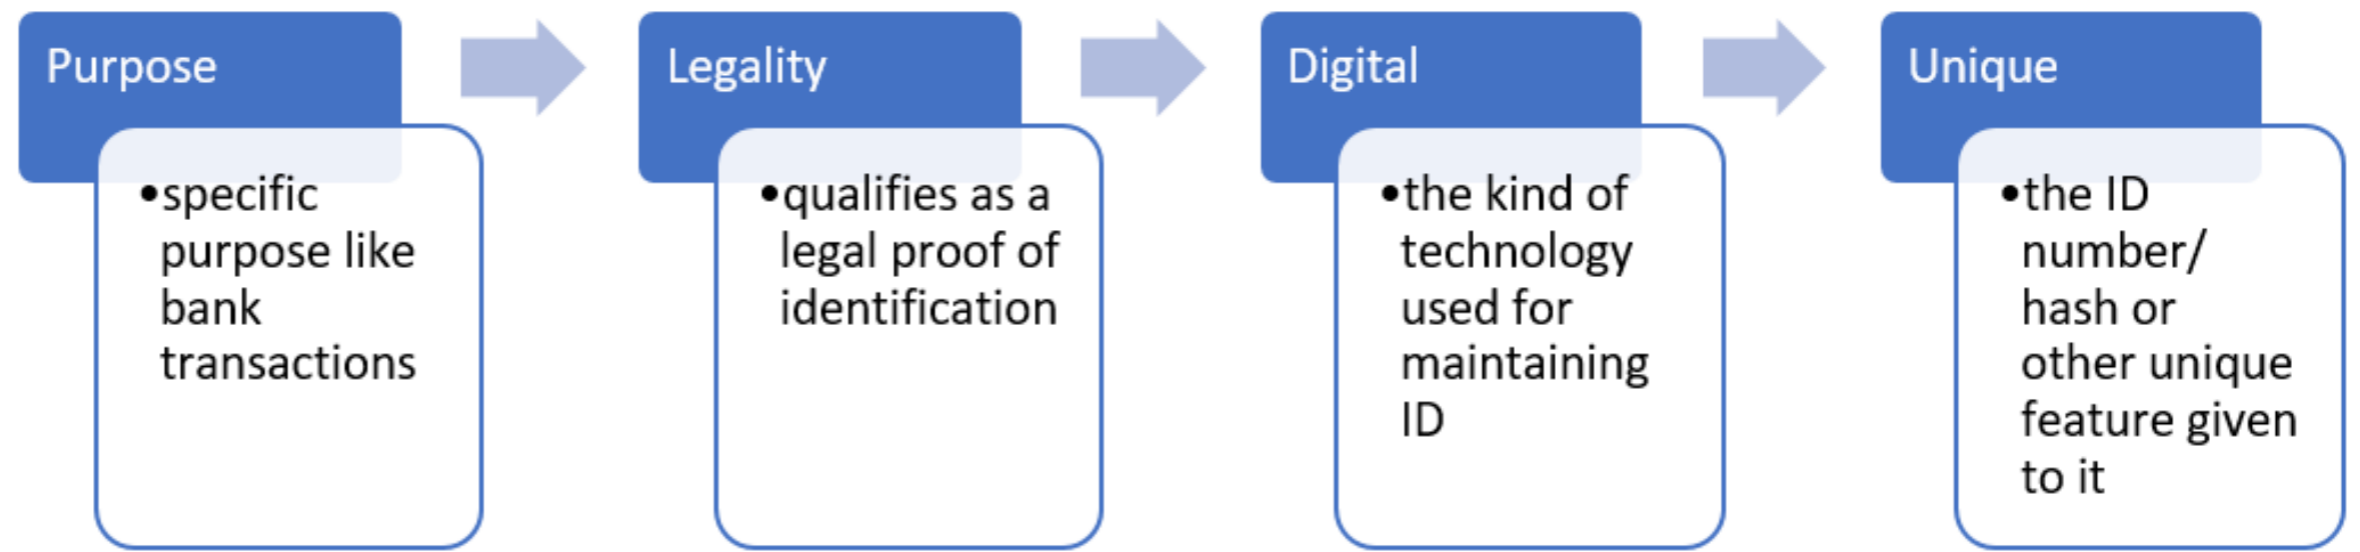 Purpose
•specific
purpose like
bank
transactions
Legality
•qualifies as a
legal proof of
identification
Digital
•the kind of
technology
used for
maintaining
ID
Unique
•the ID
number/
hash or
other unique
feature given
to it